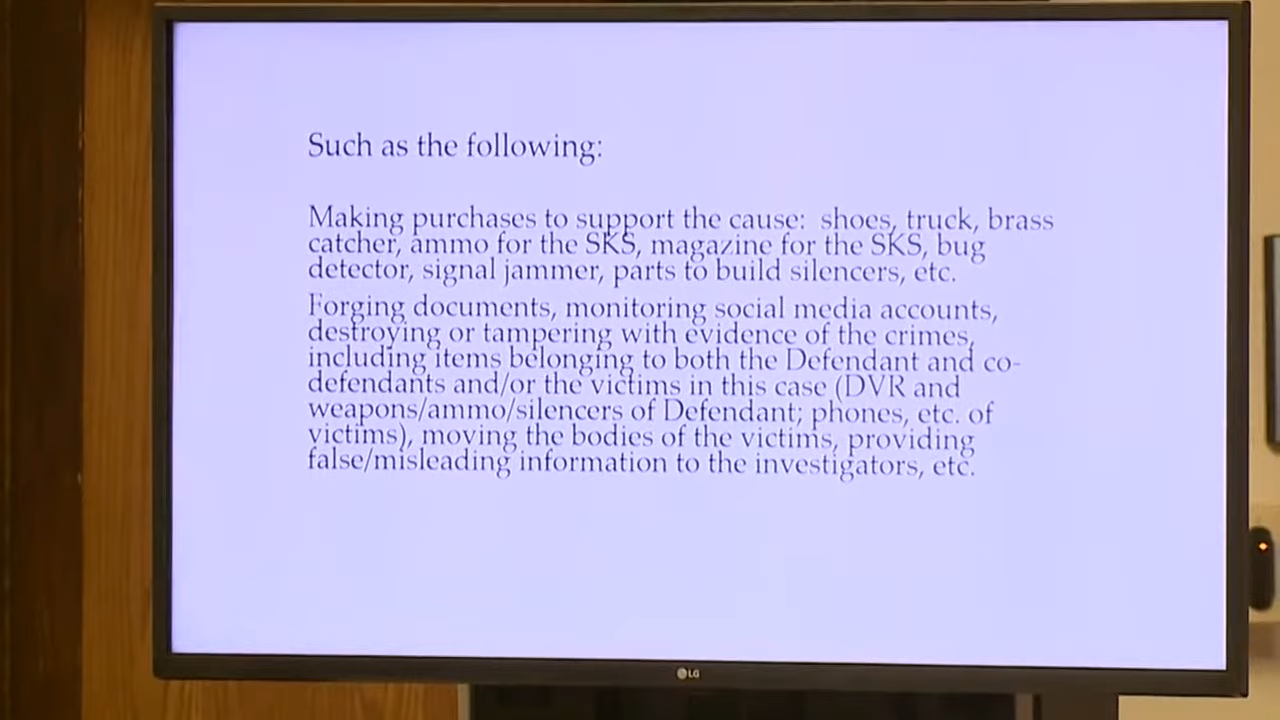 Such as the following:
Making purchases to support the cause: shoes, truck, brass
catcher, ammo for the SKS, magazine for the SKS, bug
detector, signal jammer, parts to build silencers, etc.
Forging documents, monitoring social media accounts,
destroying or tampering with evidence of the crimes,
including items belonging to both the Defendant and co-
defendants and/or the victims in this case (DVR and
weapons/ammo/silencers of Defendant; phones, etc. of
victims), moving the bodies of the victims, providing
false/misleading information to the investigators, etc.
LG